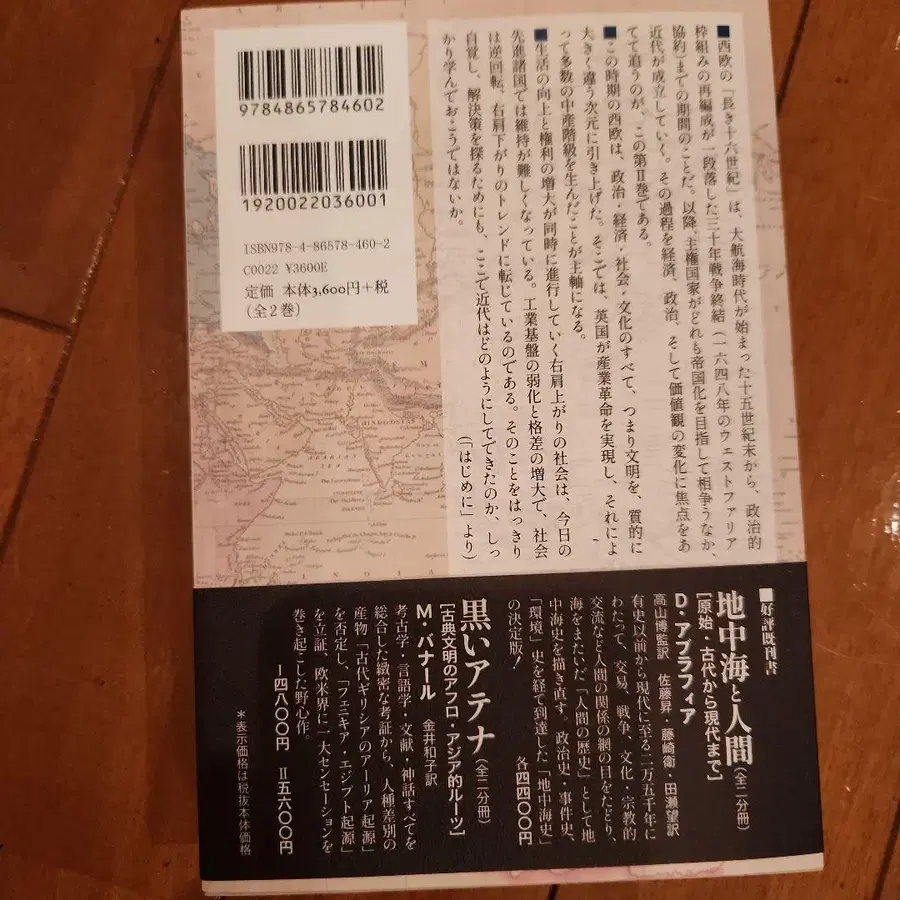 ■西欧の「長き十六世紀」は、大航海時代が始まった十五世紀末から、政治的
枠組みの再編成が一段落した三十年戦争終結(一六四八年のウェストファリア
協約)までの期間のことだ。以降、主権国家がどれも帝国化を目指して相争うなか、
近代が成立していく。その過程を経済、政治、そして価値観の変化に焦点をあ
てて追うのが、この第Ⅱ巻である。
■この時期の西欧は、政治・経済・社会・文化のすべて、つまり文明を、質的に
大きく違う次元に引き上げた。そこでは、英国が産業革命を実現し、それによ
って多数の中産階級を生んだことが主軸になる。
■生活の向上と権利の増大が同時に進行していく右肩上がりの社会は、今日の
先進諸国では維持が難しくなっている。工業基盤の弱化と格差の増大で、社会
は逆回転、右肩下がりのトレンドに転じているのである。そのことをはっきり
自覚し、解決策を探るためにも、ここで近代はどのようにしてできたのか、しっ
かり学んでおこうではないか。
(「はじめに」より)
9784865784602
1920022036001
ISBN978-4-86578-460-2
C0022 ¥3600E
定価 本体3,600円+税
(全2巻)
HINDOOSTAN
ARABIAN
SEA
INDIA
■好評既刊書
地中海と人間(全二分冊)
[原始・古代から現代まで]
D・アブラフィア
高山博監訳 佐藤昇・藤崎衛・田瀬望訳
有史以前から現代に至る二万五千年に
わたって、交易、戦争、文化・宗教的
交流など人間の関係の網の目をたどり、
海をまたいだ「人間の歴史」として地
中海史を描き直す。政治史・事件史、
「環境」史を経て到達した「地中海史」
の決定版!
各四四〇〇円
黒いアテナ(全二分冊)
[古典文明のアフロ・アジア的ルーツ]
M・バナール 金井和子訳
考古学・言語学・文献・神話すべてを
総合した緻密な考証から、人種差別の
産物「古代ギリシアのアーリア起源」
を否定し、「フェニキア・エジプト起源」
を立証、欧米界に一大センセーションを
巻き起こした野心作。
Ⅰ四八〇〇円 Ⅱ五六〇〇円
*表示価格は税抜本体価格